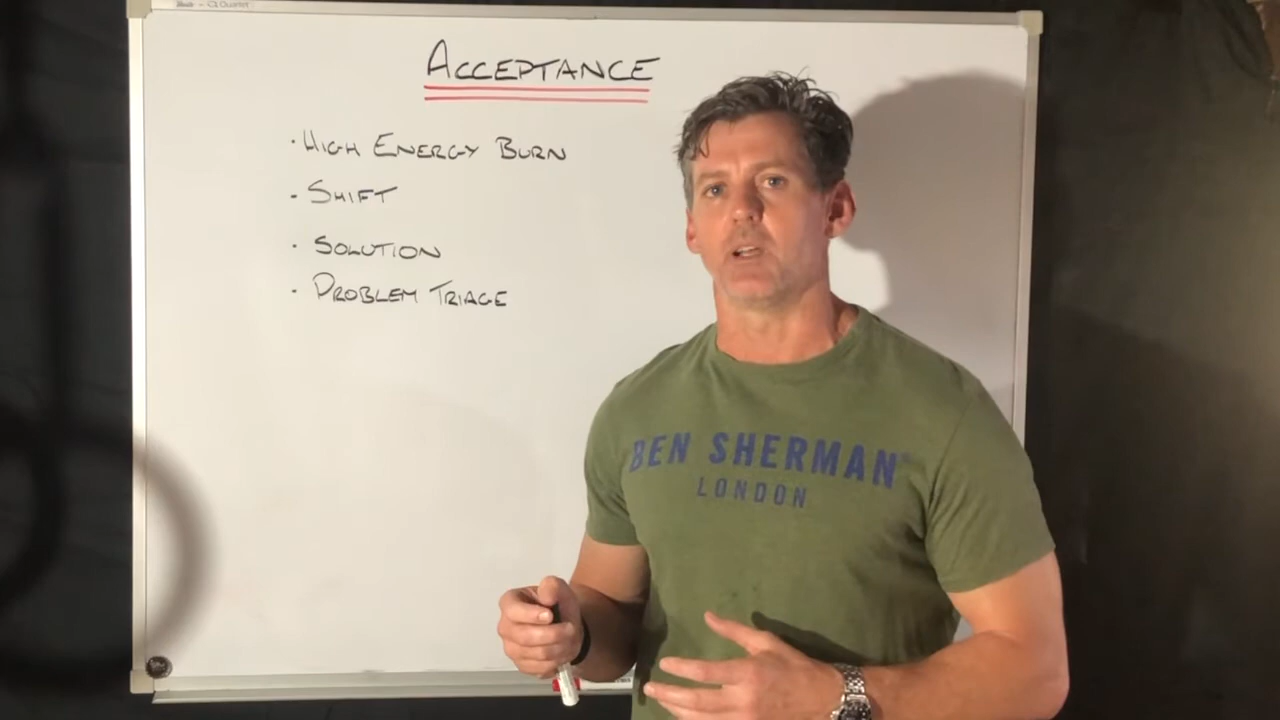 ACCEPTANCE
· HIGH ENERGY BURN
- SHIFT
· SOLUTION
· PROBLEM TRIAGE
BEN SHERMAN
LONDON